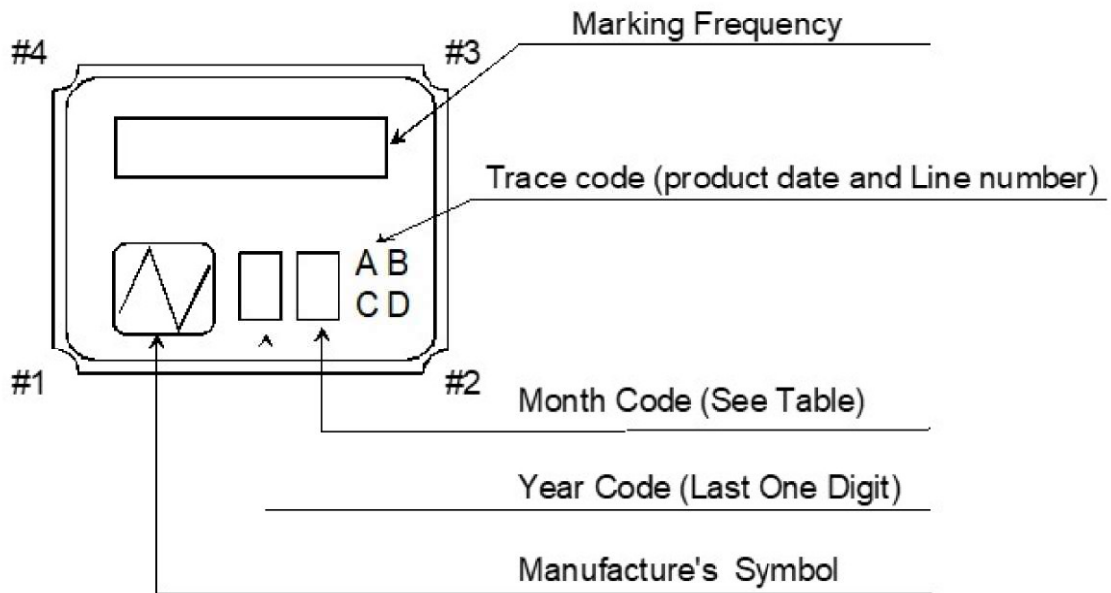 Marking Frequency
#4
#3
Trace code (product date and Line number)
A B
C D
#1
#2
Month Code (See Table)
Year Code (Last One Digit)
Manufacture's Symbol